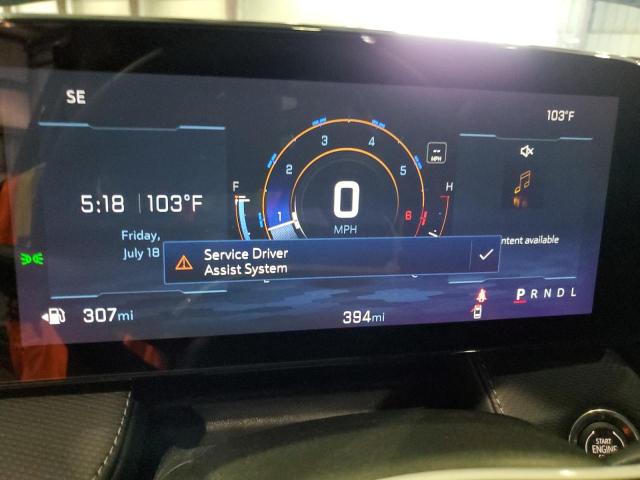 SE
103°F
3 4
2 5
1 6
-- MPH
F
H
0
MPH
5:18 | 103°F
Friday,
July 18
Service Driver
Assist System
ntent available
307mi
394mi
P R N D L
START
ENGINE